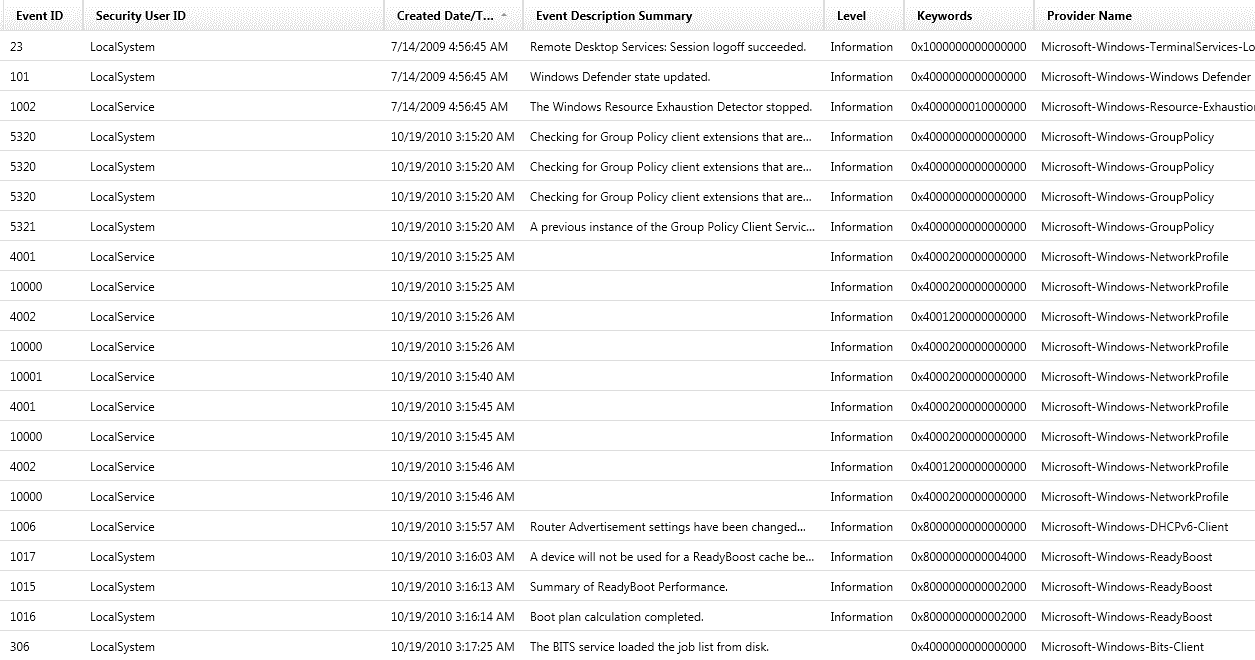 Event ID Security User ID Created Date/T... Event Description Summary Level Keywords Provider Name
23 LocalSystem 7/14/2009 4:56:45 AM Remote Desktop Services: Session logoff succeeded. Information 0x1000000000000000 Microsoft-Windows-TerminalServices-Lo
101 LocalSystem 7/14/2009 4:56:45 AM Windows Defender state updated. Information 0x4000000000000000 Microsoft-Windows-Windows Defender
1002 LocalService 7/14/2009 4:56:45 AM The Windows Resource Exhaustion Detector stopped. Information 0x4000000010000000 Microsoft-Windows-Resource-Exhaustion
5320 LocalSystem 10/19/2010 3:15:20 AM Checking for Group Policy client extensions that are... Information 0x4000000000000000 Microsoft-Windows-GroupPolicy
5320 LocalSystem 10/19/2010 3:15:20 AM Checking for Group Policy client extensions that are... Information 0x4000000000000000 Microsoft-Windows-GroupPolicy
5320 LocalSystem 10/19/2010 3:15:20 AM Checking for Group Policy client extensions that are... Information 0x4000000000000000 Microsoft-Windows-GroupPolicy
5321 LocalSystem 10/19/2010 3:15:20 AM A previous instance of the Group Policy Client Servic... Information 0x4000000000000000 Microsoft-Windows-GroupPolicy
4001 LocalService 10/19/2010 3:15:25 AM Information 0x4000200000000000 Microsoft-Windows-NetworkProfile
10000 LocalService 10/19/2010 3:15:25 AM Information 0x4000200000000000 Microsoft-Windows-NetworkProfile
4002 LocalService 10/19/2010 3:15:26 AM Information 0x4001200000000000 Microsoft-Windows-NetworkProfile
10000 LocalService 10/19/2010 3:15:26 AM Information 0x4000200000000000 Microsoft-Windows-NetworkProfile
10001 LocalService 10/19/2010 3:15:40 AM Information 0x4000200000000000 Microsoft-Windows-NetworkProfile
4001 LocalService 10/19/2010 3:15:45 AM Information 0x4000200000000000 Microsoft-Windows-NetworkProfile
10000 LocalService 10/19/2010 3:15:45 AM Information 0x4000200000000000 Microsoft-Windows-NetworkProfile
4002 LocalService 10/19/2010 3:15:46 AM Information 0x4001200000000000 Microsoft-Windows-NetworkProfile
10000 LocalService 10/19/2010 3:15:46 AM Information 0x4000200000000000 Microsoft-Windows-NetworkProfile
1006 LocalService 10/19/2010 3:15:57 AM Router Advertisement settings have been changed... Information 0x8000000000000000 Microsoft-Windows-DHCPv6-Client
1017 LocalSystem 10/19/2010 3:16:03 AM A device will not be used for a ReadyBoost cache be... Information 0x8000000000004000 Microsoft-Windows-ReadyBoost
1015 LocalSystem 10/19/2010 3:16:13 AM Summary of ReadyBoot Performance. Information 0x8000000000002000 Microsoft-Windows-ReadyBoost
1016 LocalSystem 10/19/2010 3:16:14 AM Boot plan calculation completed. Information 0x8000000000002000 Microsoft-Windows-ReadyBoost
306 LocalSystem 10/19/2010 3:17:25 AM The BITS service loaded the job list from disk. 0x4000000000000000 Microsoft-Windows-Bits-Client